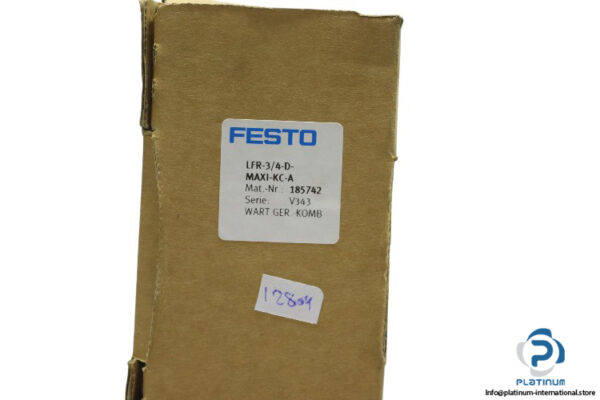 FESTO
LFR-3/4-D-
MAXI-KC-A
Mat.-Nr.: 185742
Serie: V343
WART.GER. KOMB
PLATINUM
Info@platinum-international.store